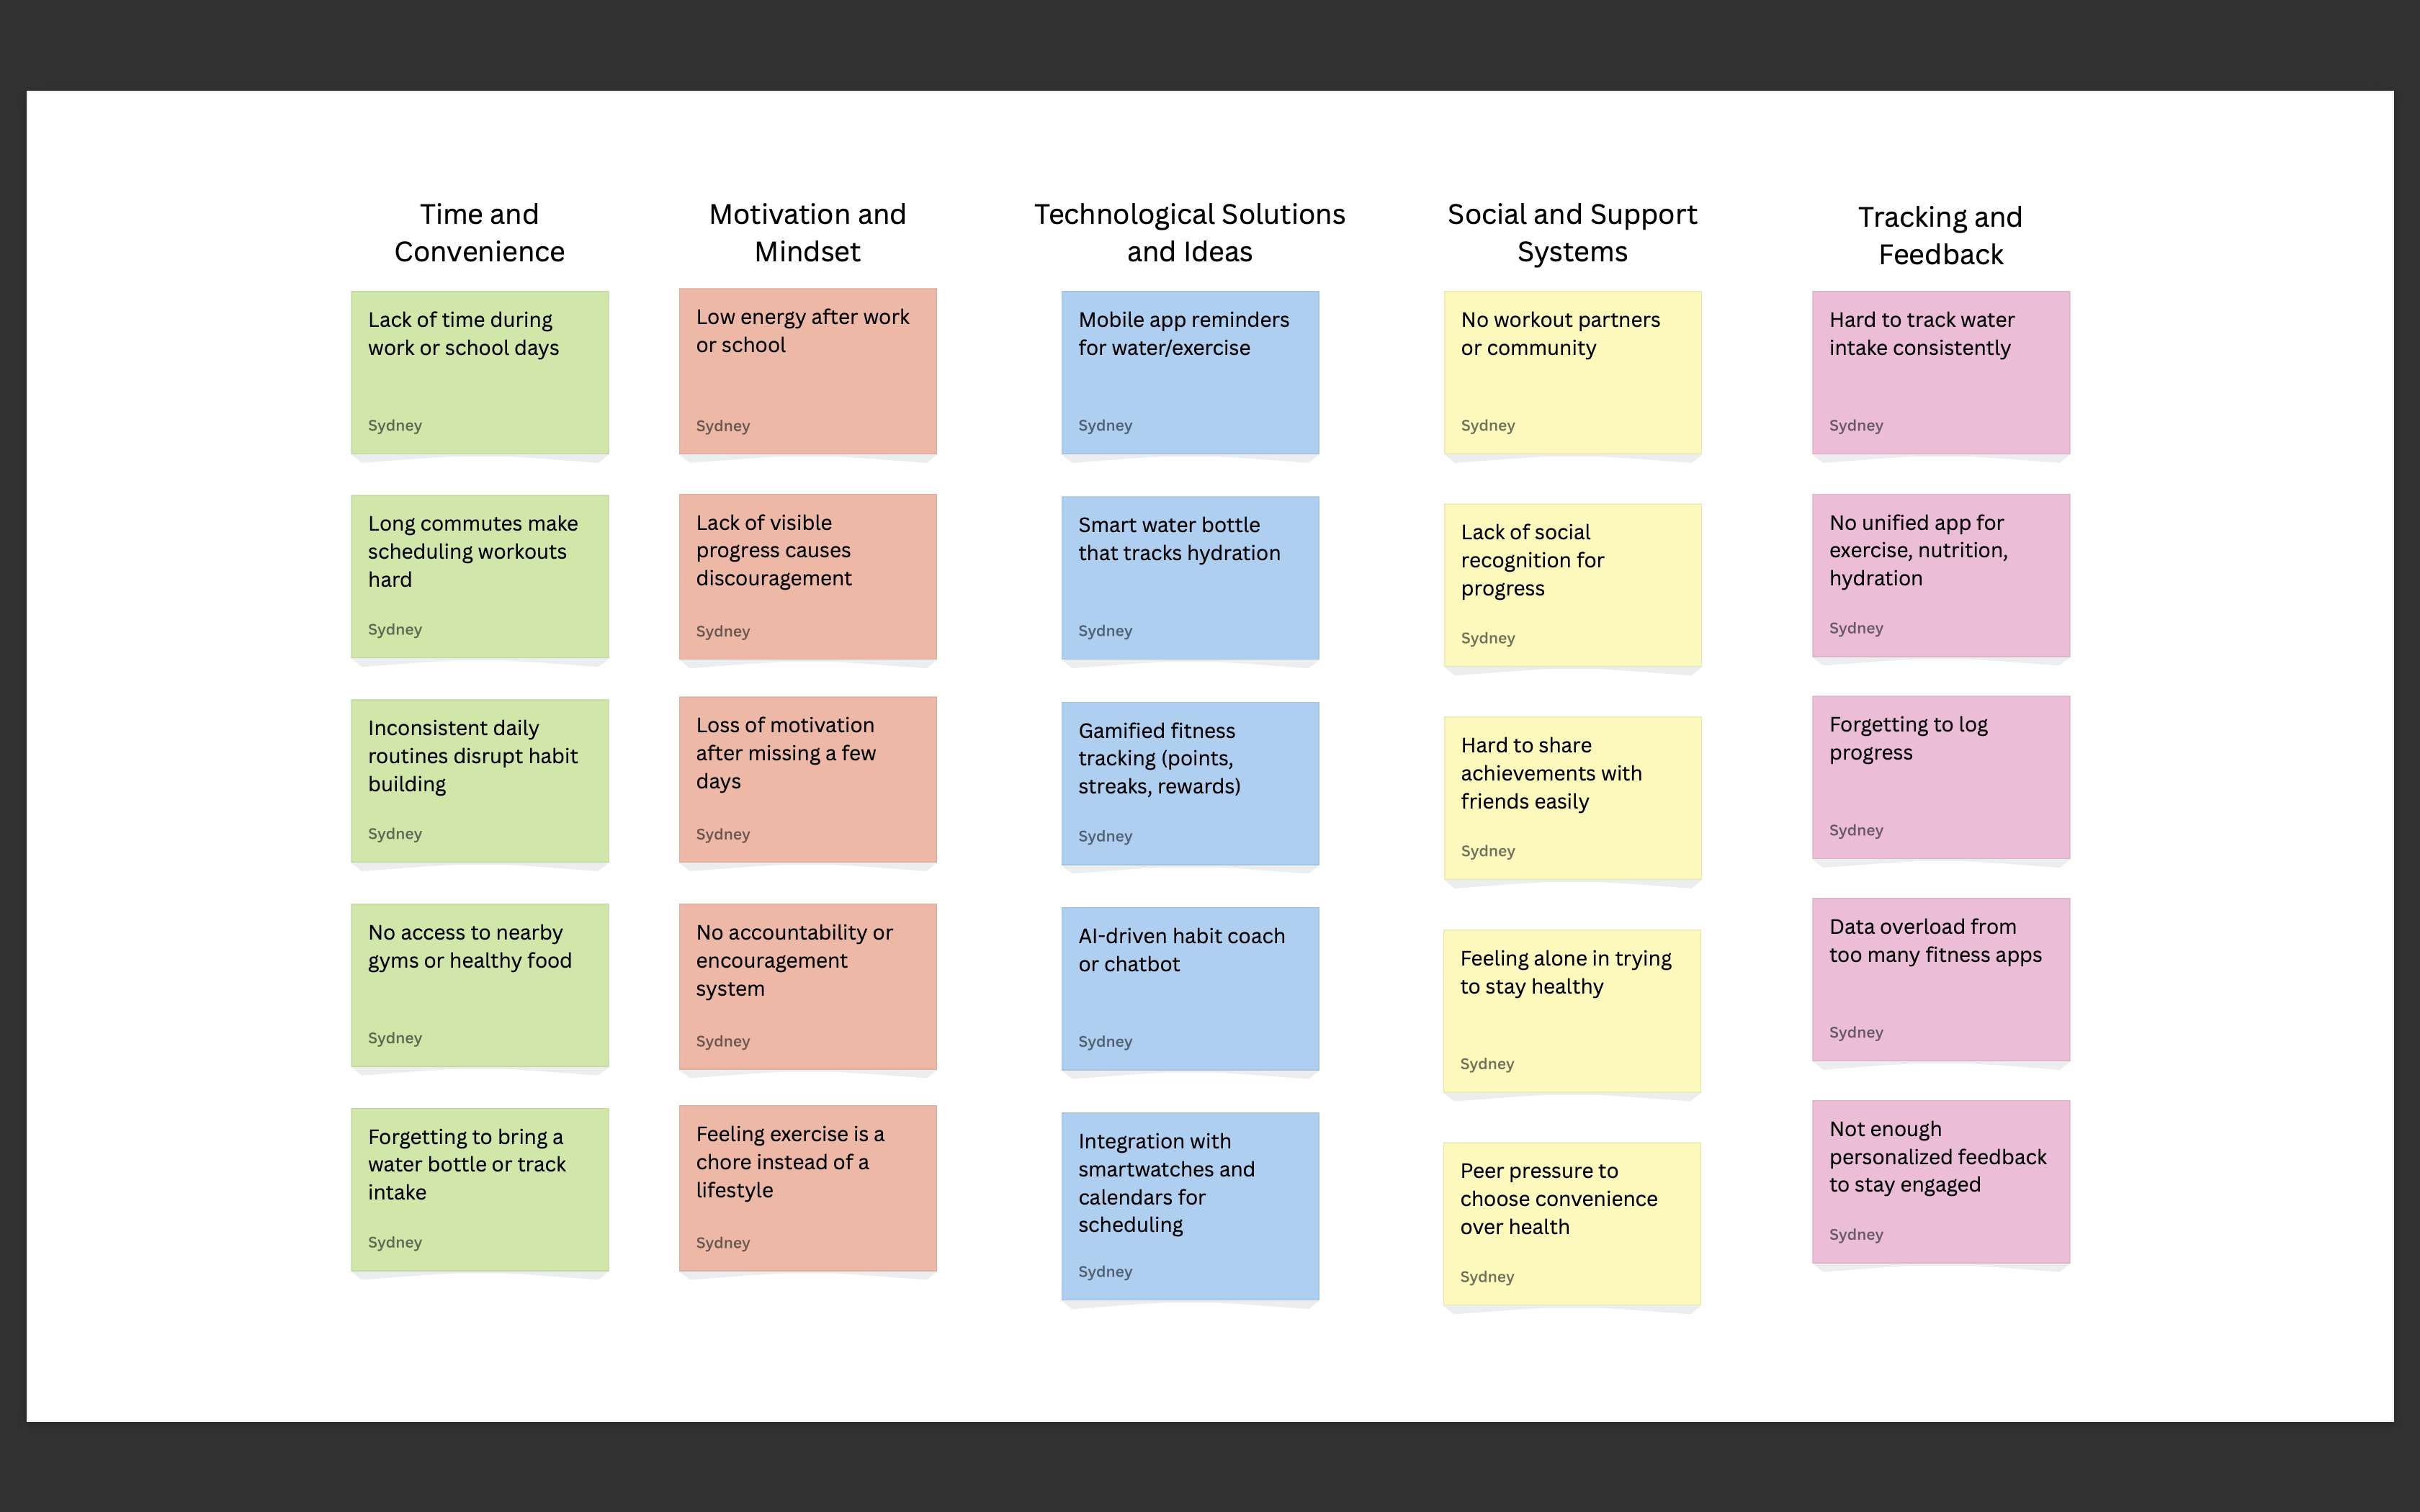 Time and
Convenience
Lack of time during
work or school days
Sydney
Long commutes make
scheduling workouts
hard
Sydney
Inconsistent daily
routines disrupt habit
building
Sydney
No access to nearby
gyms or healthy food
Sydney
Forgetting to bring a
water bottle or track
intake
Sydney
Motivation and
Mindset
Low energy after work
or school
Sydney
Lack of visible
progress causes
discouragement
Sydney
Loss of motivation
after missing a few
days
Sydney
No accountability or
encouragement
system
Sydney
Feeling exercise is a
chore instead of a
lifestyle
Sydney
Technological Solutions
and Ideas
Mobile app reminders
for water/exercise
Sydney
Smart water bottle
that tracks hydration
Sydney
Gamified fitness
tracking (points,
streaks, rewards)
Sydney
AI-driven habit coach
or chatbot
Sydney
Integration with
smartwatches and
calendars for
scheduling
Sydney
Social and Support
Systems
No workout partners
or community
Sydney
Lack of social
recognition for
progress
Sydney
Hard to share
achievements with
friends easily
Sydney
Feeling alone in trying
to stay healthy
Sydney
Peer pressure to
choose convenience
over health
Sydney
Tracking and
Feedback
Hard to track water
intake consistently
Sydney
No unified app for
exercise, nutrition,
hydration
Sydney
Forgetting to log
progress
Sydney
Data overload from
too many fitness apps
Sydney
Not enough
personalized feedback
to stay engaged
Sydney